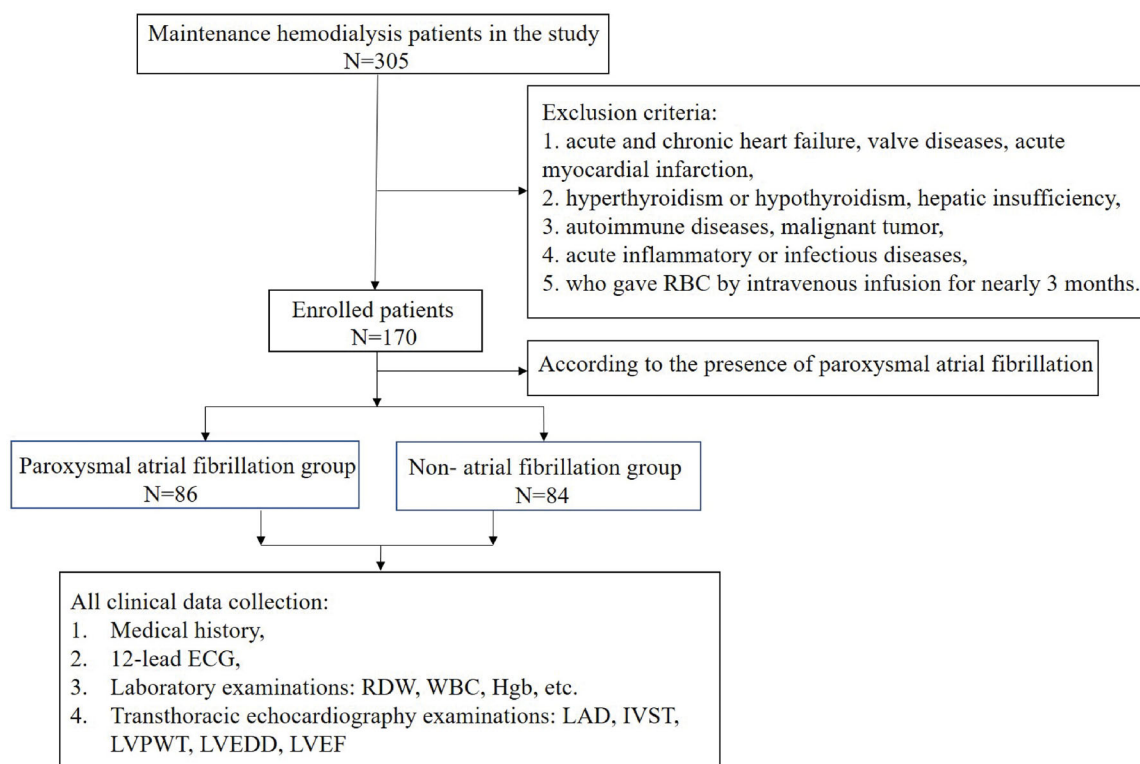 Maintenance hemodialysis patients in the study
N=305
Exclusion criteria:
1. acute and chronic heart failure, valve diseases, acute
myocardial infarction,
2. hyperthyroidism or hypothyroidism, hepatic insufficiency,
3. autoimmune diseases, malignant tumor,
4. acute inflammatory or infectious diseases,
5. who gave RBC by intravenous infusion for nearly 3 months.
Enrolled patients
N=170
According to the presence of paroxysmal atrial fibrillation
Paroxysmal atrial fibrillation group
N=86
Non- atrial fibrillation group
N=84
All clinical data collection:
1. Medical history,
2. 12-lead ECG,
3. Laboratory examinations: RDW, WBC, Hgb, etc.
4. Transthoracic echocardiography examinations: LAD, IVST,
LVPWT, LVEDD, LVEF